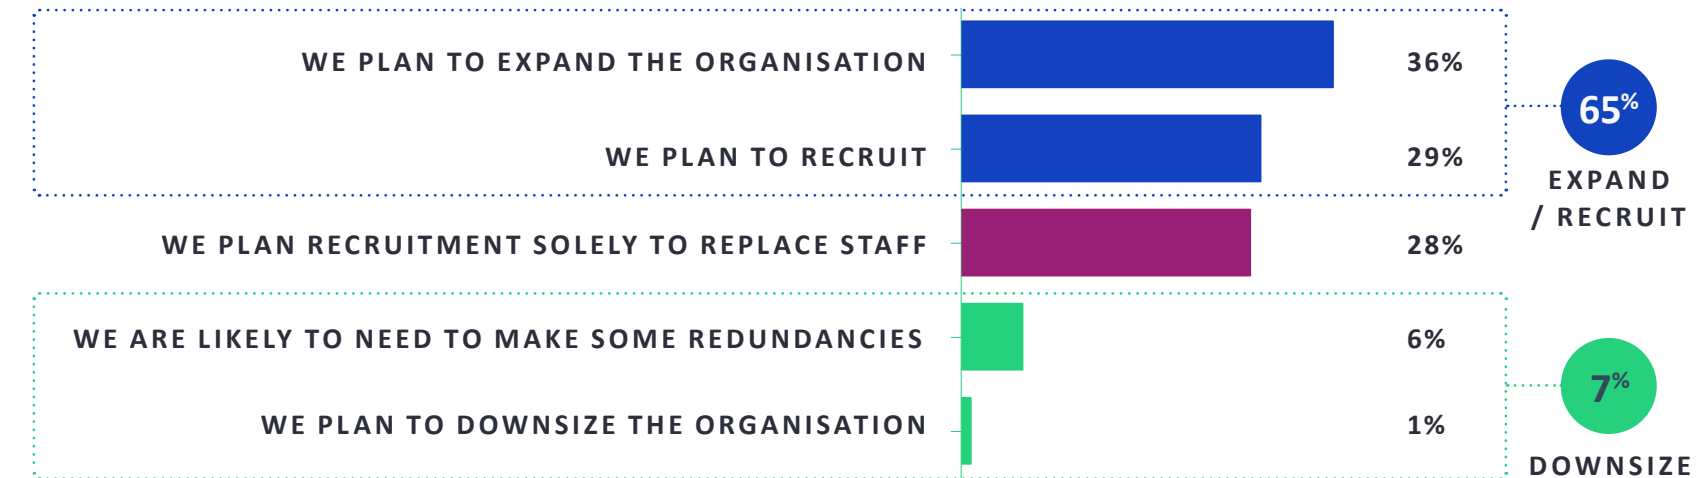 WE PLAN TO EXPAND THE ORGANISATION 36%
65%
WE PLAN TO RECRUIT 29%
EXPAND
/ RECRUIT
WE PLAN RECRUITMENT SOLELY TO REPLACE STAFF 28%
WE ARE LIKELY TO NEED TO MAKE SOME REDUNDANCIES 6%
7%
WE PLAN TO DOWNSIZE THE ORGANISATION 1%
DOWNSIZE